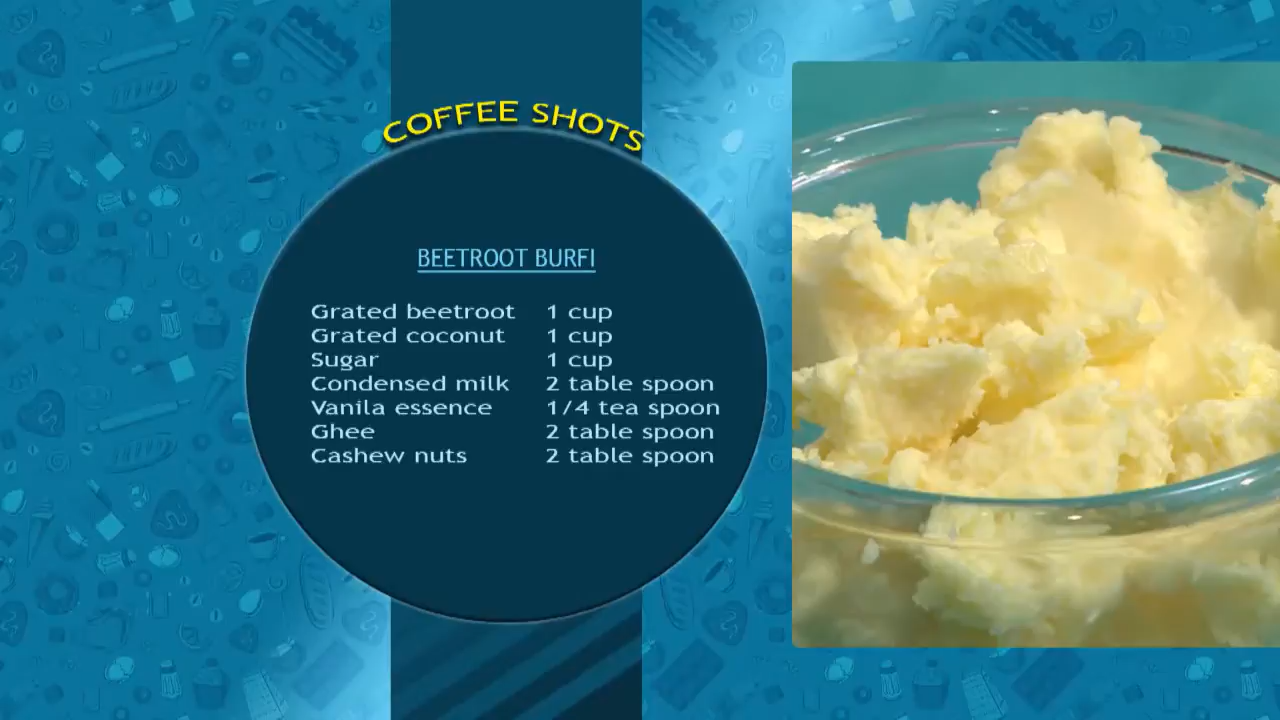 COFFEE SHOTS
BEETROOT BURFI
Grated beetroot 1 cup
Grated coconut 1 cup
Sugar 1 cup
Condensed milk 2 table spoon
Vanila essence 1/4 tea spoon
Ghee 2 table spoon
Cashew nuts 2 table spoon